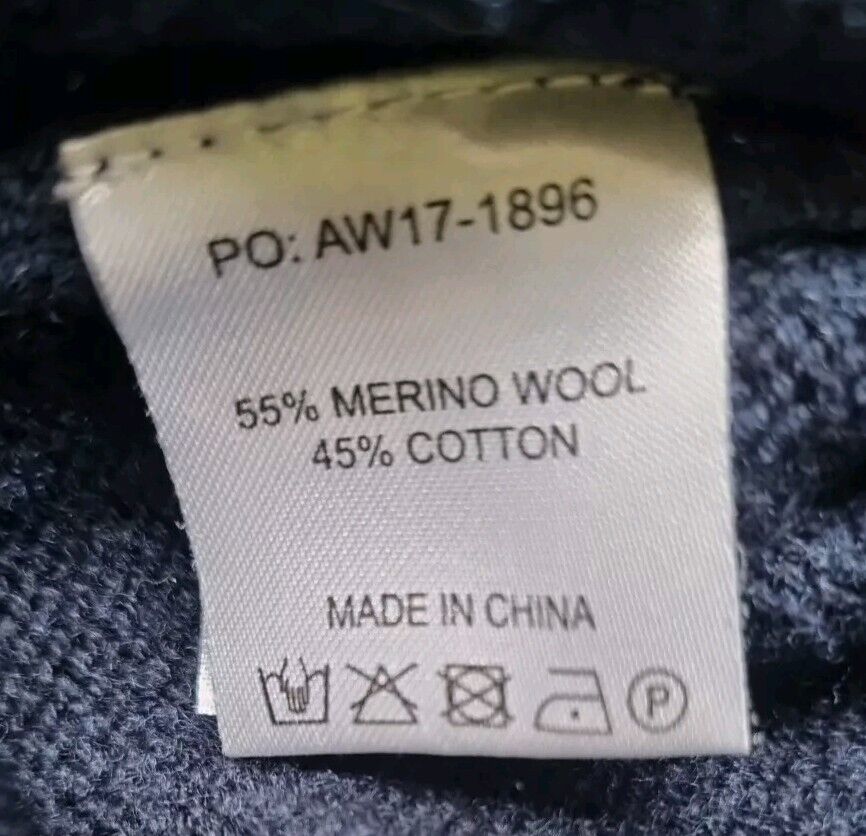 PO: AW17-1896
55% MERINO WOOL
45% COTTON
MADE IN CHINA
P